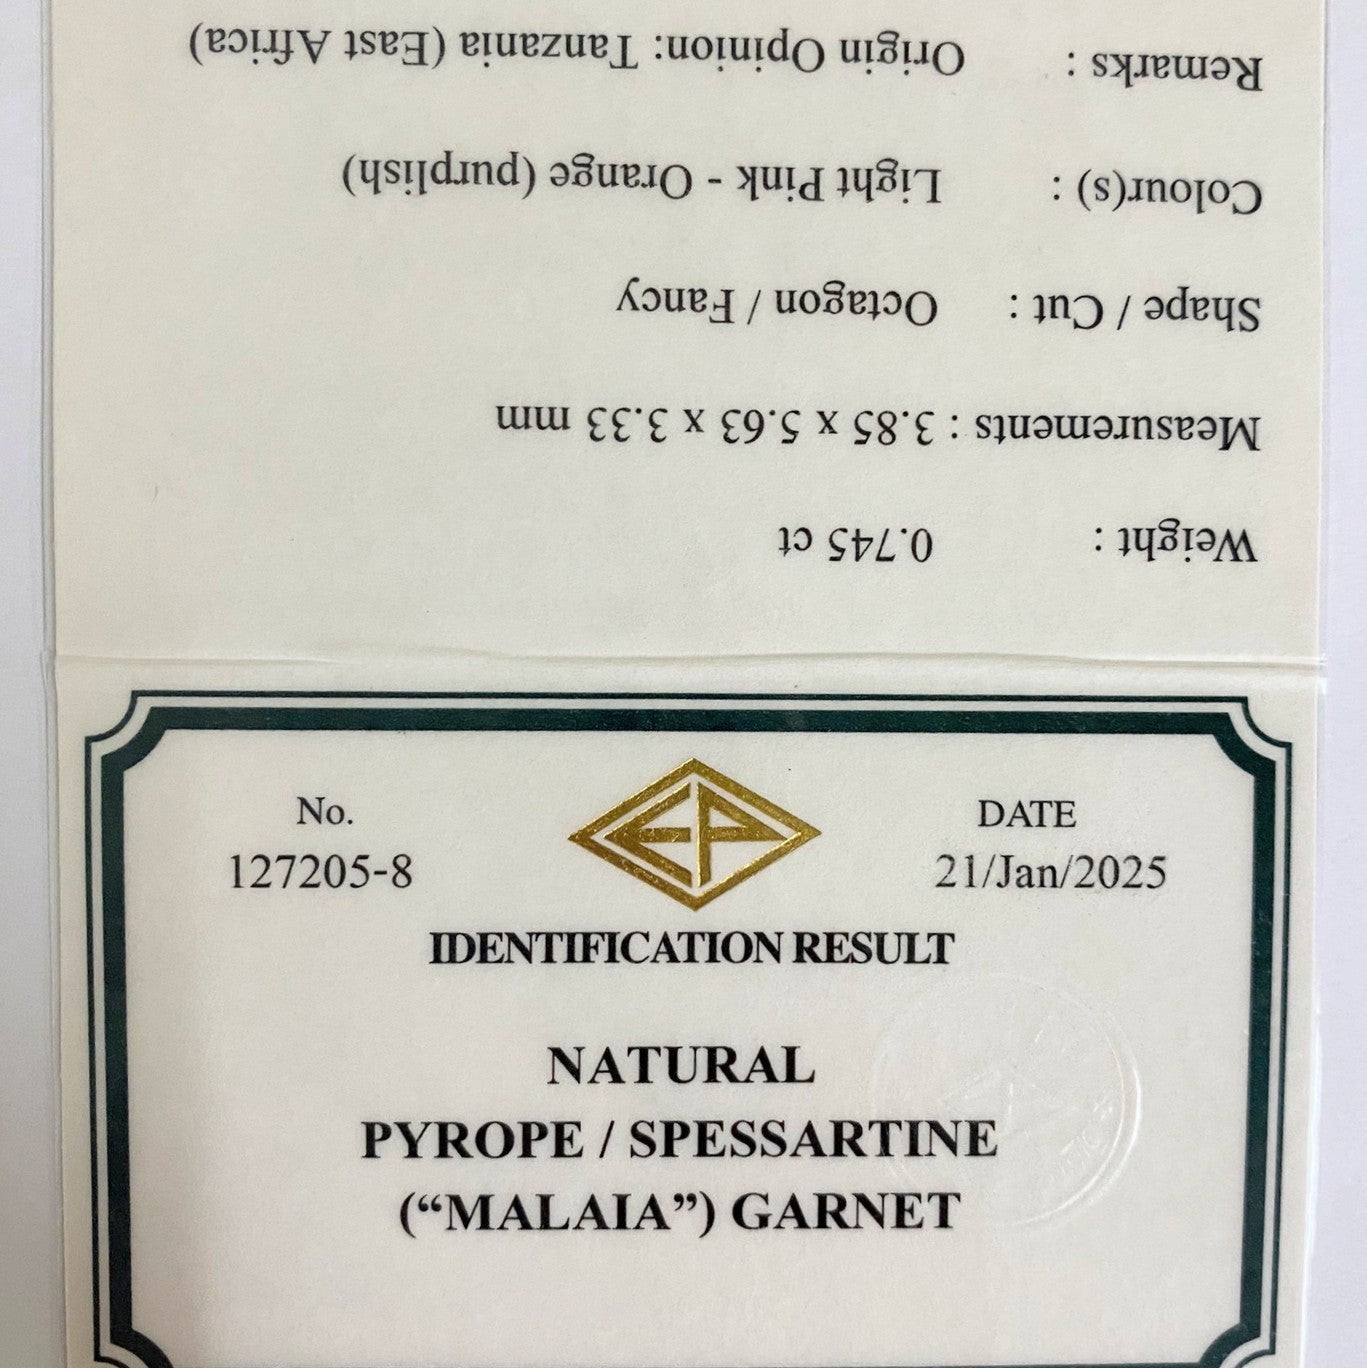 No.
127205-8
EP
DATE
21/Jan/2025
IDENTIFICATION RESULT
NATURAL
PYROPE / SPESSARTINE
(“MALAIA”) GARNET
Weight : 0.745 ct
Measurements : 3.85 x 5.63 x 3.33 mm
Shape / Cut : Octagon / Fancy
Colour(s) : Light Pink - Orange (purplish)
Remarks : Origin Opinion: Tanzania (East Africa)